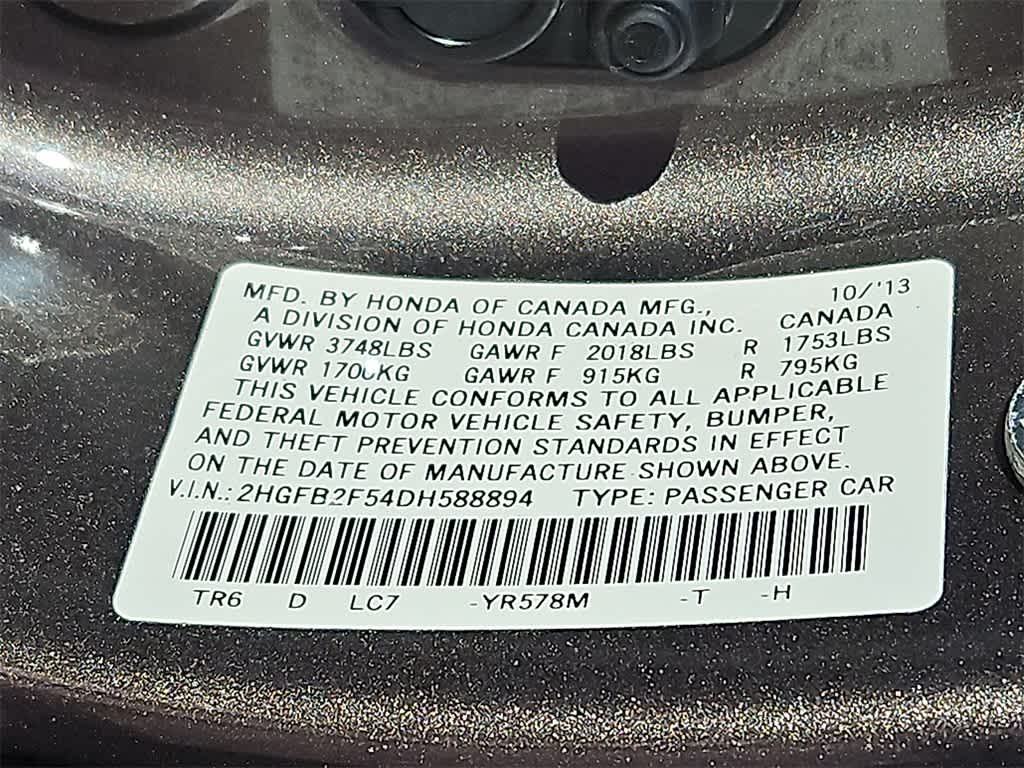 MFD. BY HONDA OF CANADA MFG., 10/'13
A DIVISION OF HONDA CANADA INC. CANADA
GVWR 3748LBS GAWR F 2018LBS R 1753LBS
GVWR 1700KG GAWR F 915KG R 795KG
THIS VEHICLE CONFORMS TO ALL APPLICABLE
FEDERAL MOTOR VEHICLE SAFETY, BUMPER,
AND THEFT PREVENTION STANDARDS IN EFFECT
ON THE DATE OF MANUFACTURE SHOWN ABOVE.
V.I.N.: 2HGFB2F54DH588894 TYPE: PASSENGER CAR
TR6 D LC7 -YR578M -T -H